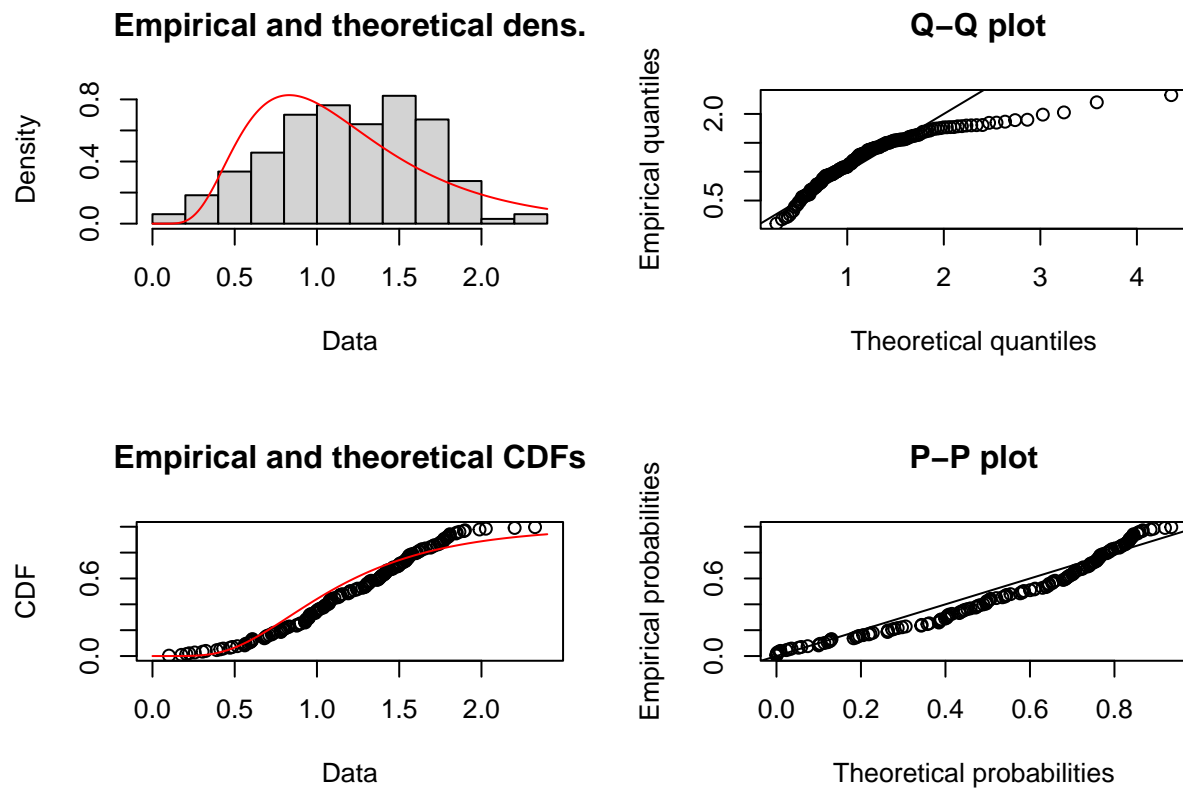 Empirical and theoretical dens.
Density
0.0 0.4 0.8
0.0 0.5 1.0 1.5 2.0
Data
Q−Q plot
Empirical quantiles
0.5 2.0
1 2 3 4
Theoretical quantiles
Empirical and theoretical CDFs
CDF
0.0 0.6
0.0 0.5 1.0 1.5 2.0
Data
P−P plot
Empirical probabilities
0.0 0.6
0.0 0.2 0.4 0.6 0.8
Theoretical probabilities